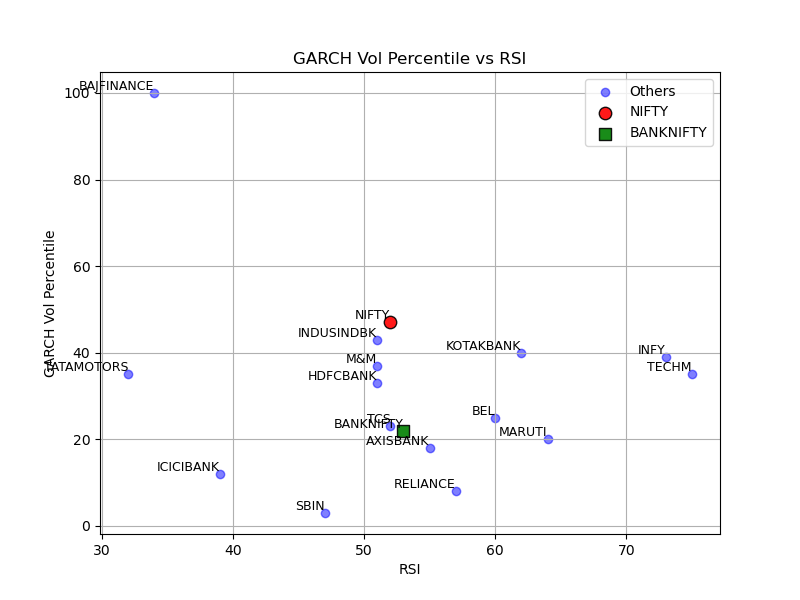 GARCH Vol Percentile vs RSI
BAJFINANCE
Others
NIFTY
BANKNIFTY
100
80
60
40
20
0
GARCH Vol Percentile
NIFTY
INDUSINDBK
KOTAKBANK
INFY
M&M
TATAMOTORS
TECHM
HDFCBANK
BEL
TCS
BANKNIFTY
MARUTI
AXISBANK
ICICIBANK
RELIANCE
SBIN
30 40 50 60 70
RSI